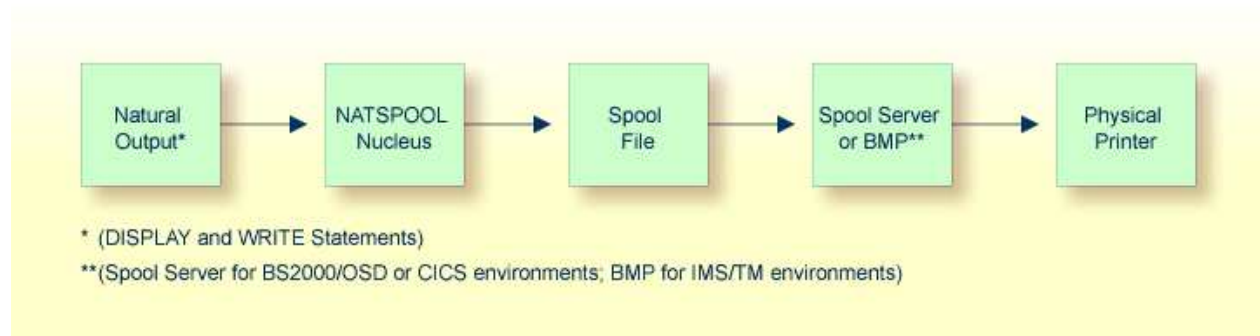 Natural
Output*
NATSPOOL
Nucleus
Spool
File
Spool Server
or BMP**
Physical
Printer
* (DISPLAY and WRITE Statements)
**(Spool Server for BS2000/OSD or CICS environments; BMP for IMS/TM environments)